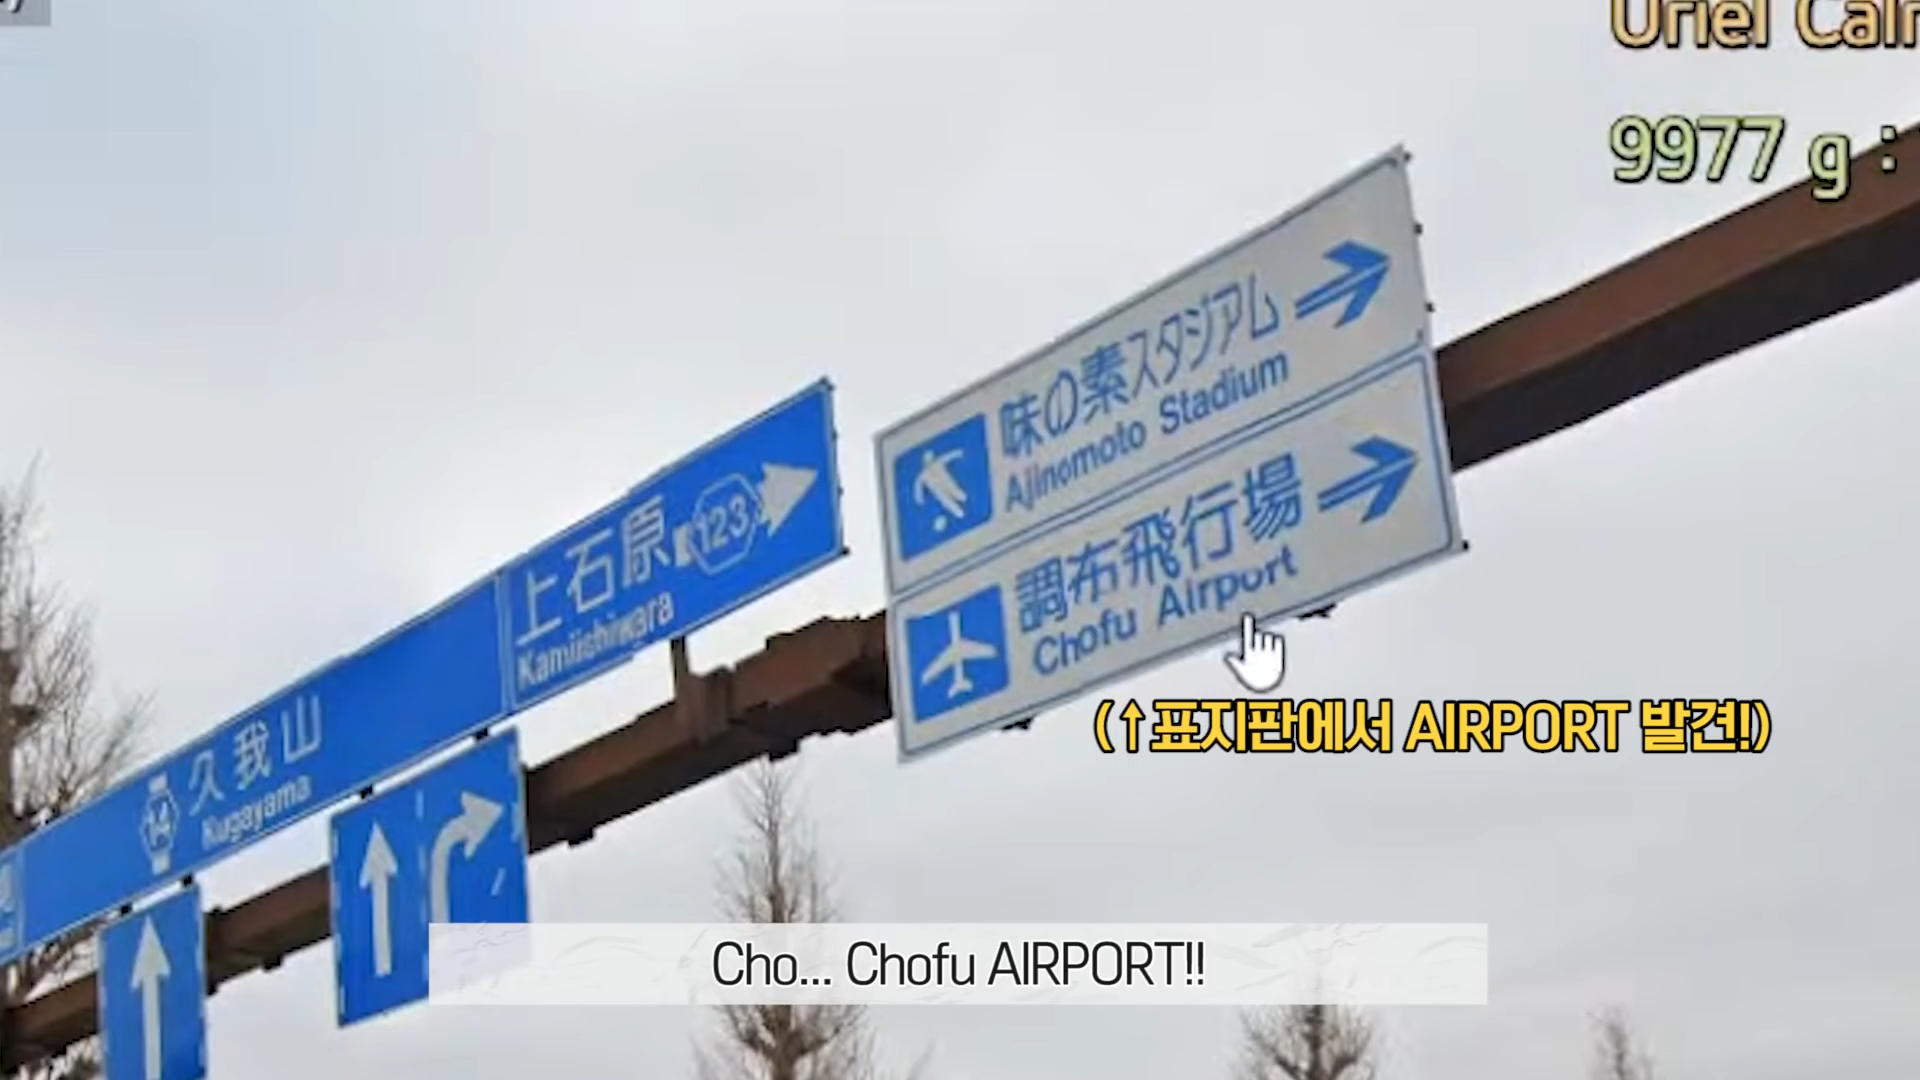 9977 g :
味の素スタジアム
Ajinomoto Stadium
調布飛行場
Chofu Airport
上石原
123
Kamiishiwara
久我山
14
Kugayama
(↑표지판에서 AIRPORT 발견!)
Cho... Chofu AIRPORT!!